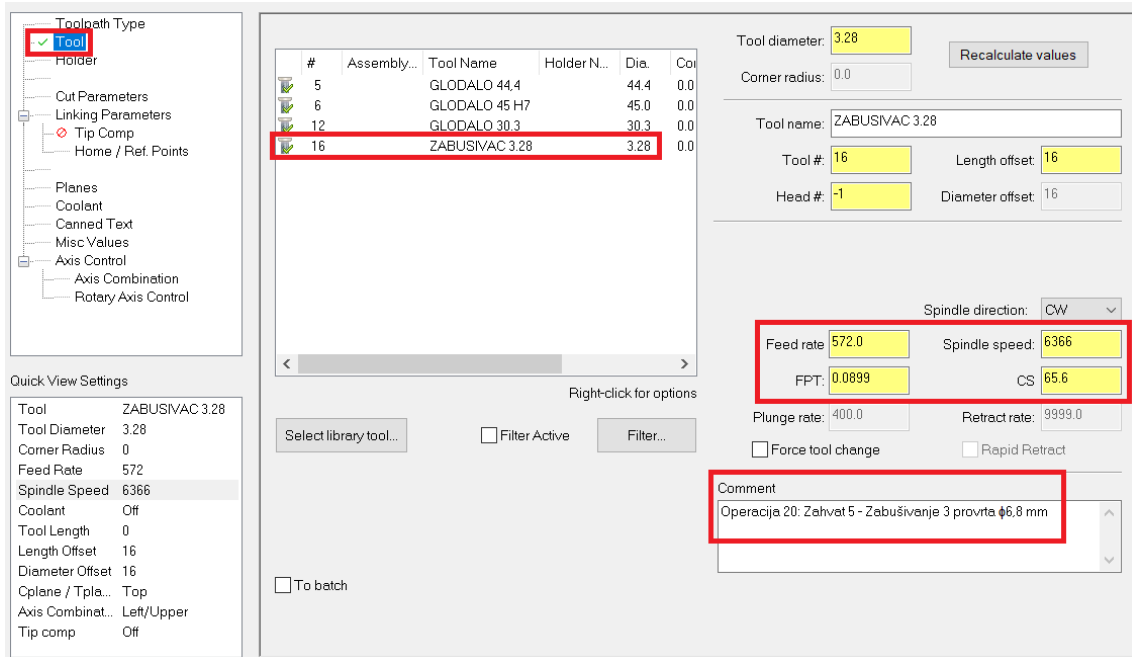 Toolpath Type
Tool
Holder
Cut Parameters
Linking Parameters
Tip Comp
Home / Ref. Points
Planes
Coolant
Canned Text
Misc Values
Axis Control
Axis Combination
Rotary Axis Control
Quick View Settings
Tool ZABUSIVAC 3.28
Tool Diameter 3.28
Corner Radius 0
Feed Rate 572
Spindle Speed 6366
Coolant Off
Tool Length 0
Length Offset 16
Diameter Offset 16
Cplane / Tpla... Top
Axis Combinat... Left/Upper
Tip comp Off
# Assembly... Tool Name Holder N... Dia. Cor
5 GLODALO 44,4 44.4 0.0
6 GLODALO 45 H7 45.0 0.0
12 GLODALO 30.3 30.3 0.0
16 ZABUSIVAC 3.28 3.28 0.0
Right-click for options
Select library tool...
Filter Active
Filter...
To batch
Tool diameter: 3.28
Recalculate values
Corner radius: 0.0
Tool name: ZABUSIVAC 3.28
Tool #: 16 Length offset: 16
Head #: -1 Diameter offset: 16
Spindle direction: CW
Feed rate 572.0 Spindle speed: 6366
FPT: 0.0899 CS 65.6
Plunge rate: 400.0 Retract rate: 9999.0
Force tool change Rapid Retract
Comment
Operacija 20: Zahvat 5 - Zabušivanje 3 provrta ϕ6,8 mm